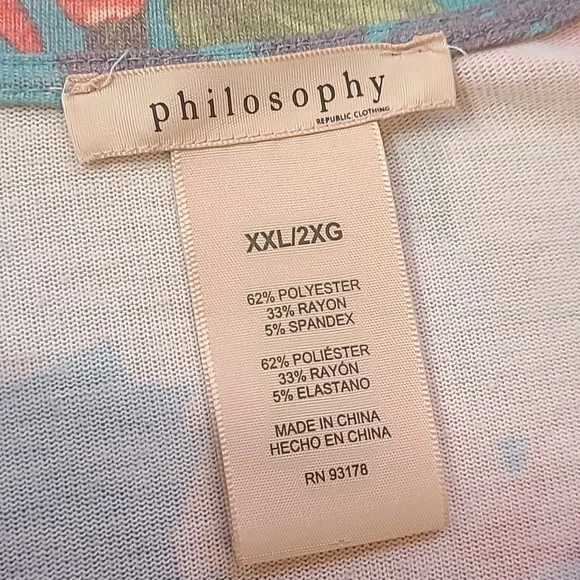 philosophy
REPUBLIC CLOTHING
XXL/2XG
62% POLYESTER
33% RAYON
5% SPANDEX
62% POLIÉSTER
33% RAYÓN
5% ELASTANO
MADE IN CHINA
HECHO EN CHINA
RN 93178